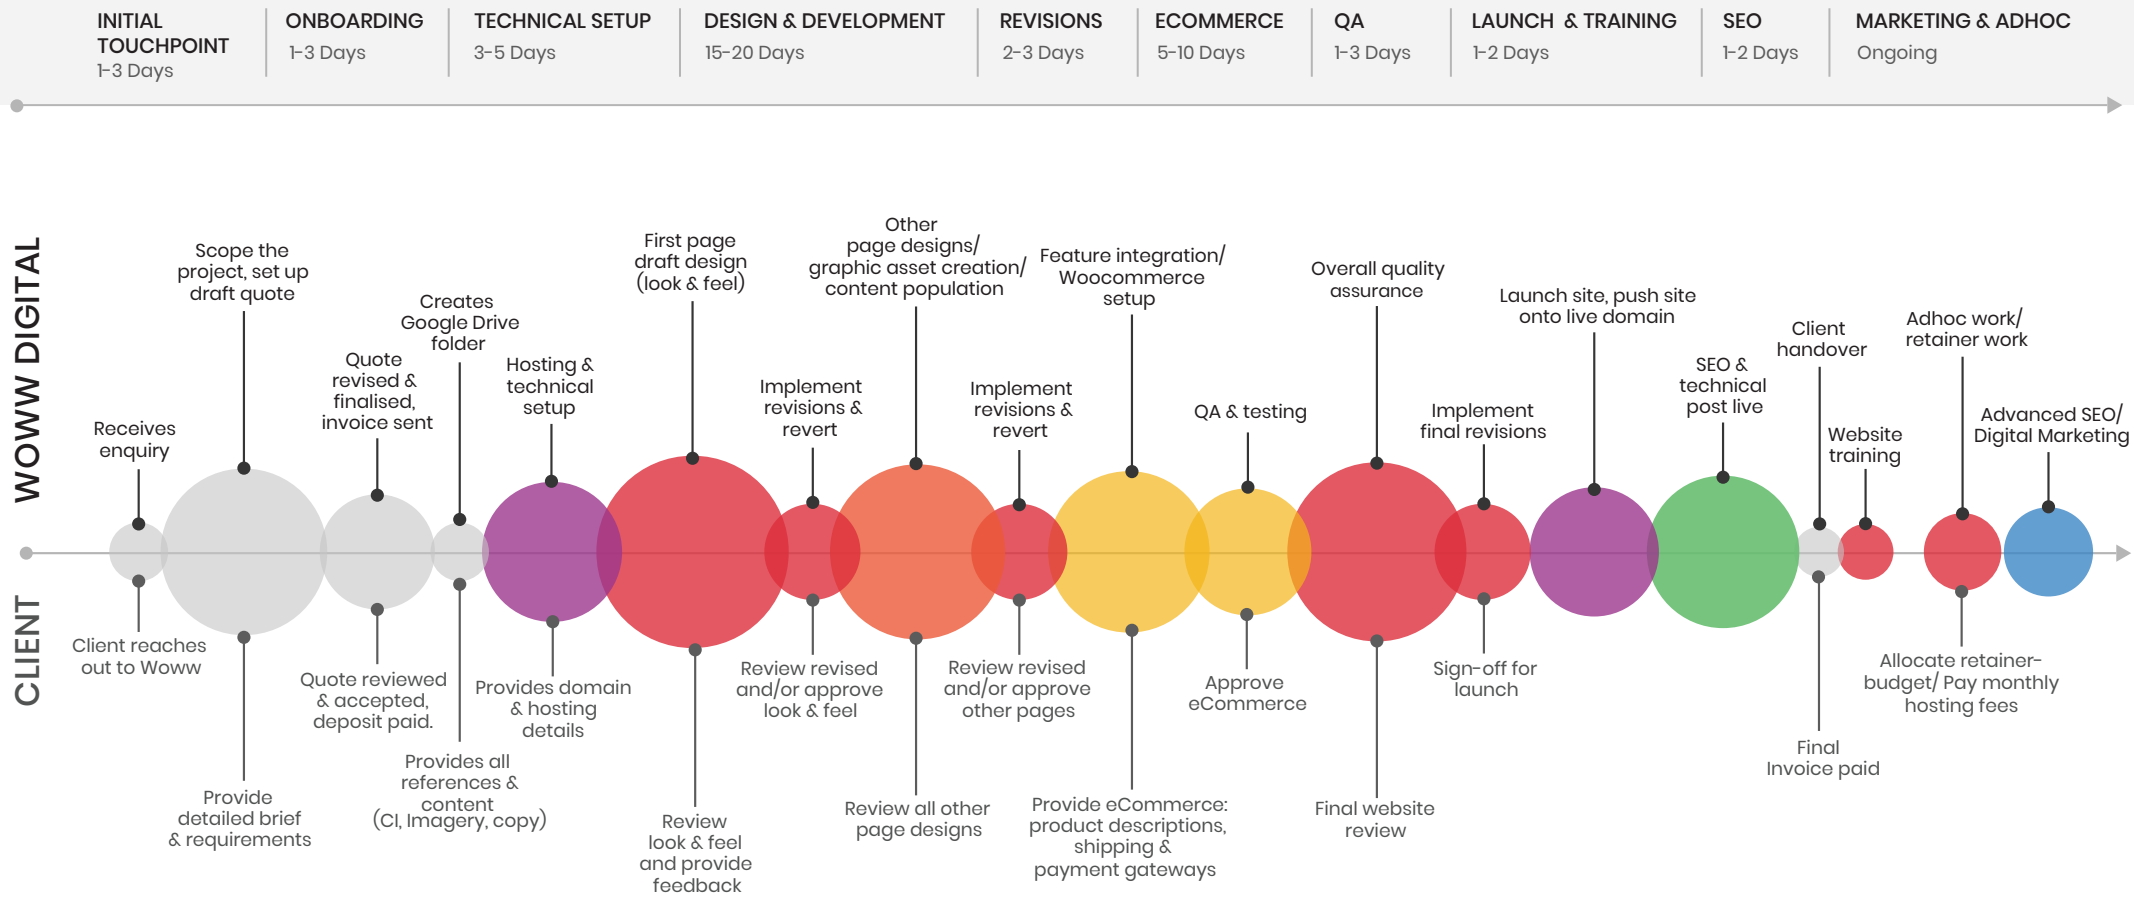 INITIAL
TOUCHPOINT
1-3 Days
ONBOARDING
1-3 Days
TECHNICAL SETUP
3-5 Days
DESIGN & DEVELOPMENT
15-20 Days
REVISIONS
2-3 Days
ECOMMERCE
5-10 Days
QA
1-3 Days
LAUNCH & TRAINING
1-2 Days
SEO
1-2 Days
MARKETING & ADHOC
Ongoing
WOWW DIGITAL
Receives
enquiry
Scope the
project, set up
draft quote
Quote
revised &
finalised,
invoice sent
Creates
Google Drive
folder
Hosting &
technical
setup
First page
draft design
(look & feel)
Implement
revisions &
revert
Other
page designs/
graphic asset creation/
content population
Implement
revisions &
revert
Feature integration/
Woocommerce
setup
QA & testing
Overall quality
assurance
Implement
final revisions
Launch site, push site
onto live domain
SEO &
technical
post live
Client
handover
Website
training
Adhoc work/
retainer work
Advanced SEO/
Digital Marketing
CLIENT
Client reaches
out to Woww
Provide
detailed brief
& requirements
Quote reviewed
& accepted,
deposit paid.
Provides all
references &
content
(CI, Imagery, copy)
Provides domain
& hosting
details
Review
look & feel
and provide
feedback
Review revised
and/or approve
look & feel
Review all other
page designs
Review revised
and/or approve
other pages
Provide eCommerce:
product descriptions,
shipping &
payment gateways
Approve
eCommerce
Final website
review
Sign-off for
launch
Final
Invoice paid
Allocate retainer-
budget/ Pay monthly
hosting fees